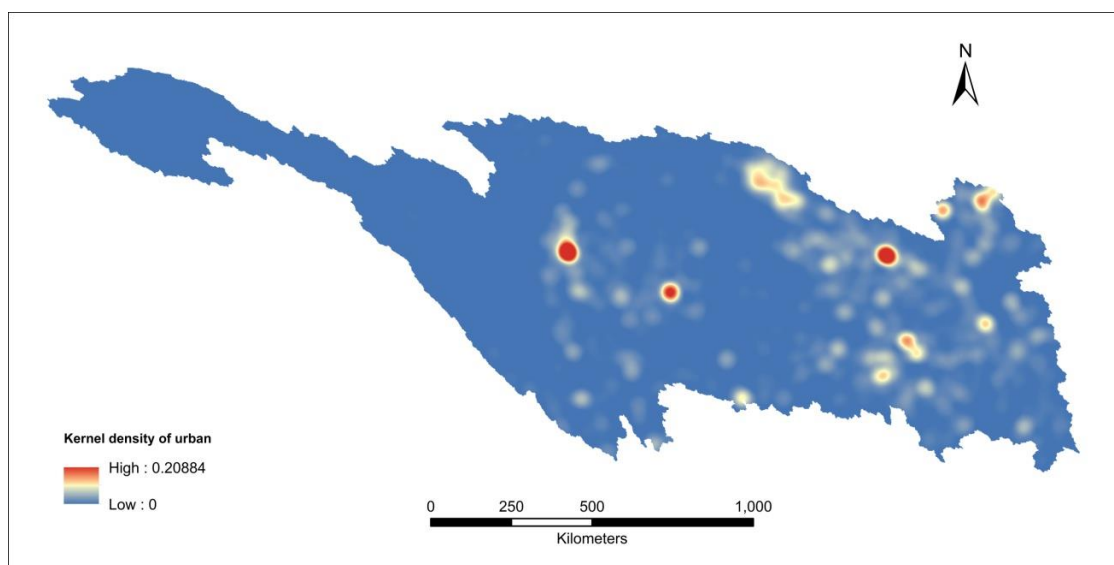 N
Kernel density of urban
High : 0.20884
Low : 0
0 250 500 1,000
Kilometers